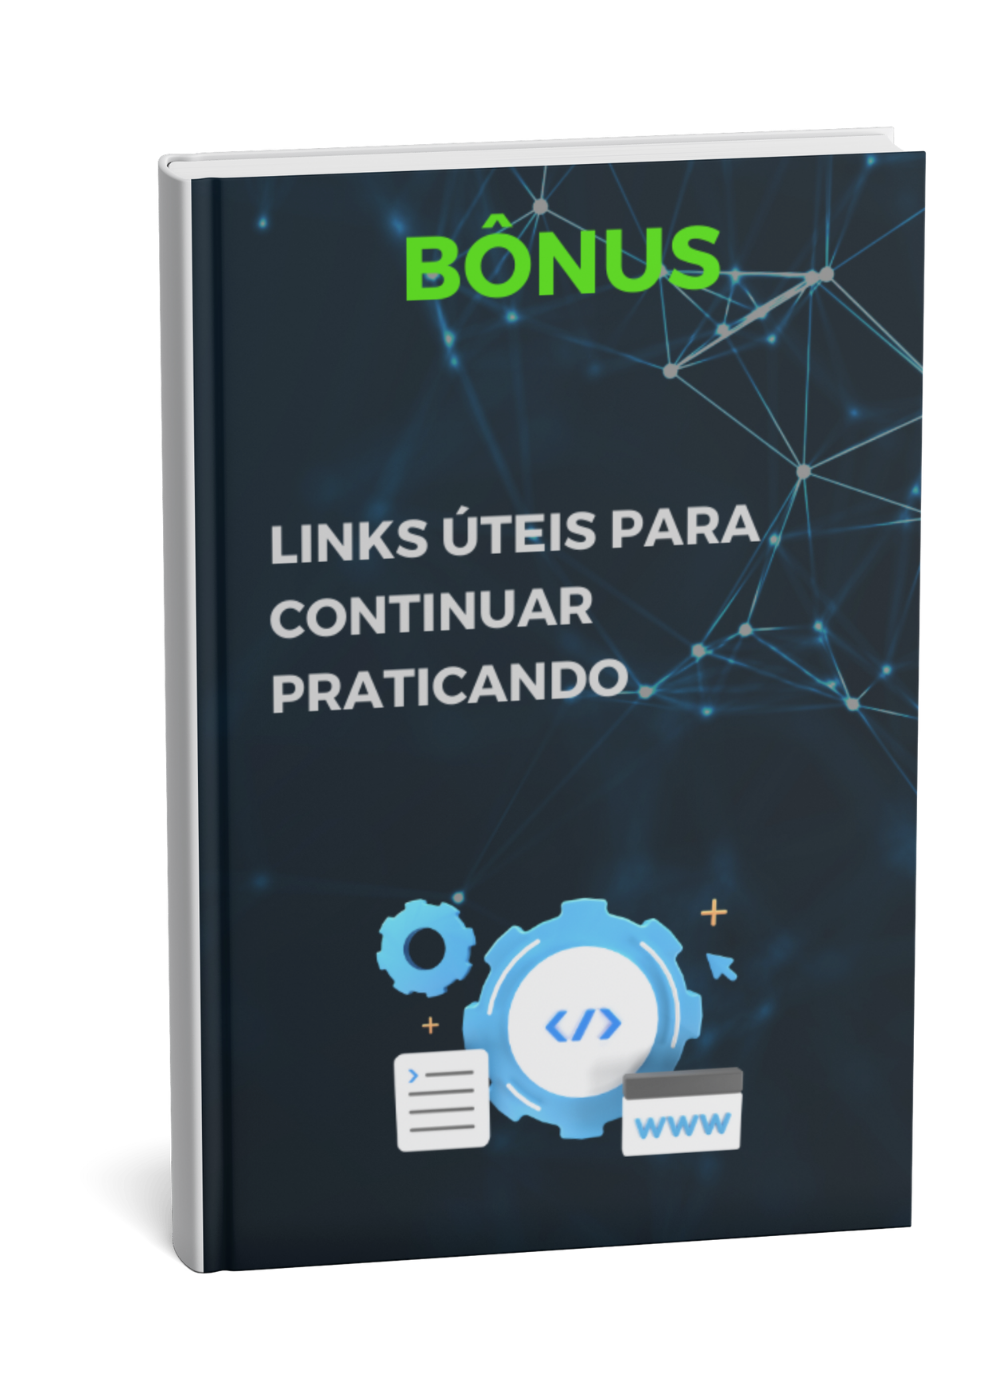 BÔNUS
LINKS ÚTEIS PARA
CONTINUAR
PRATICANDO
</>
WWW